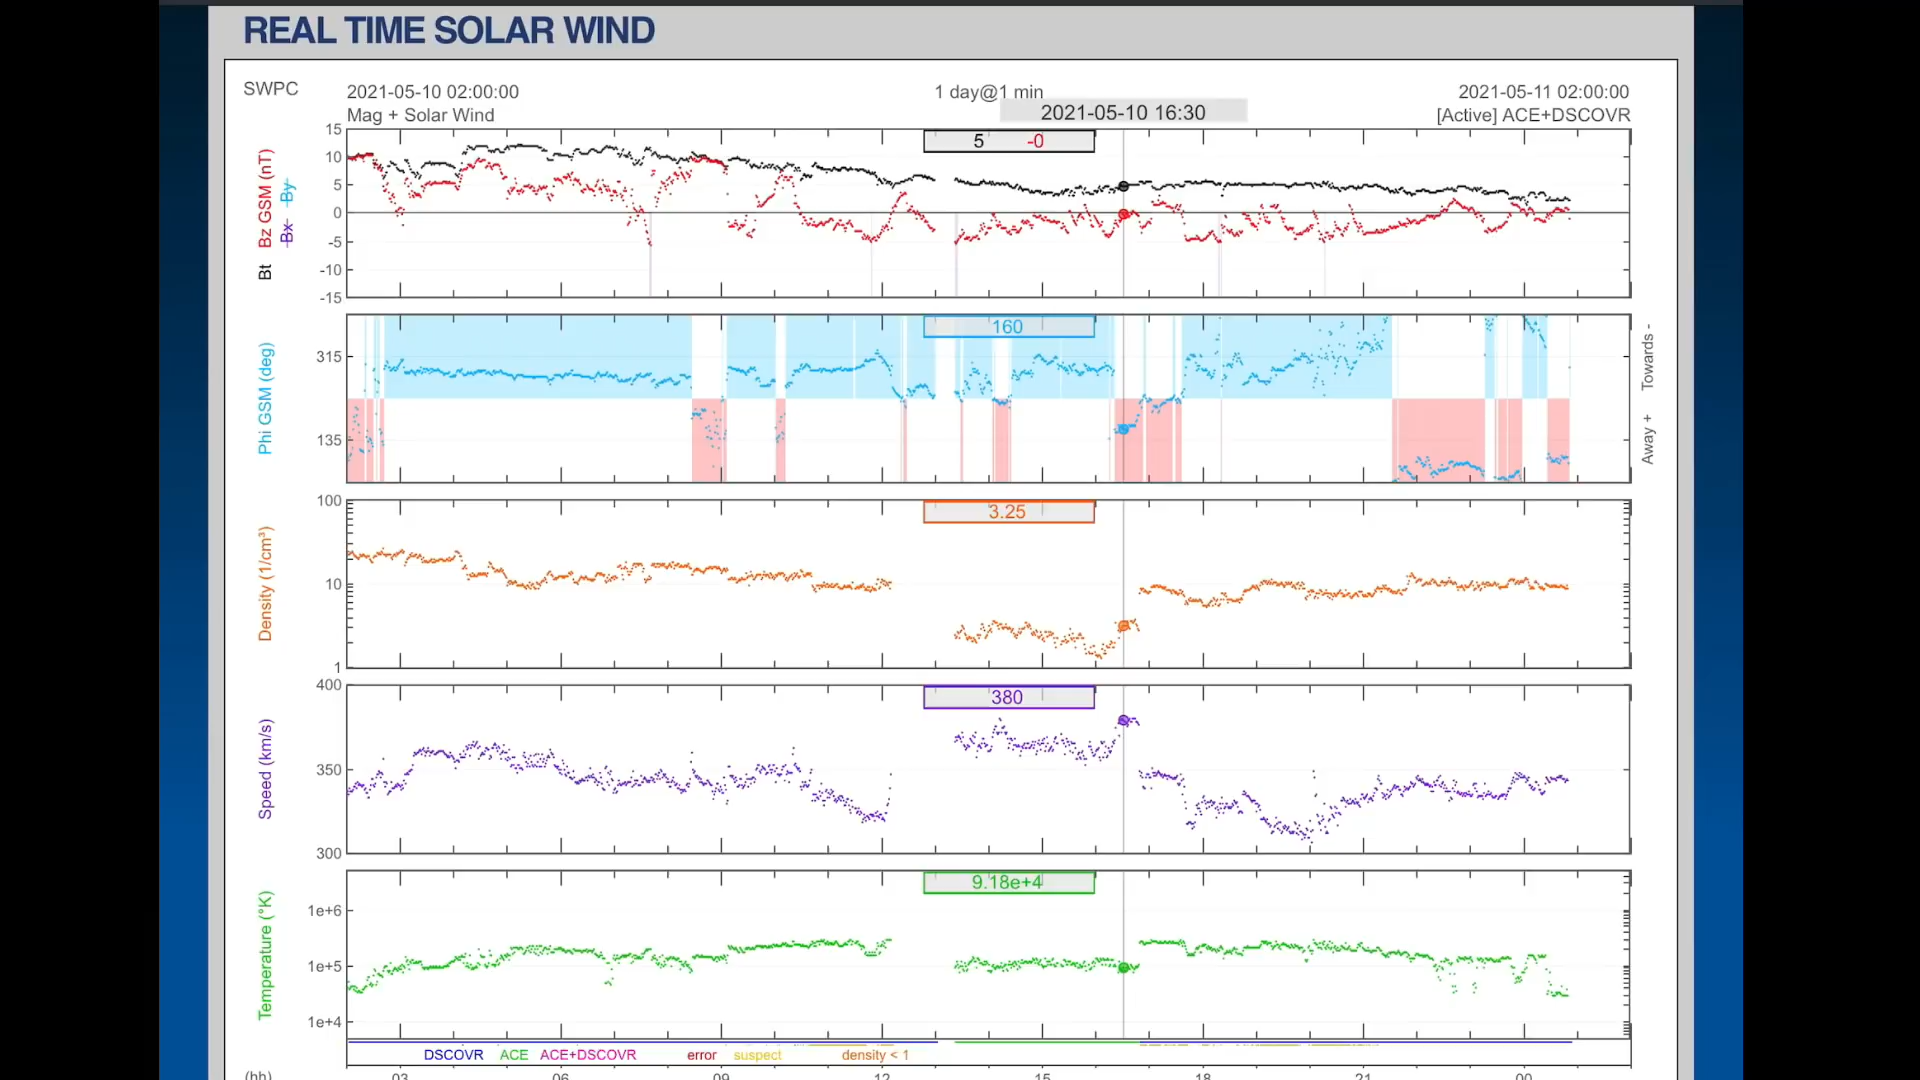 REAL TIME SOLAR WIND
SWPC
2021-05-10 02:00:00
1 day@1 min
2021-05-11 02:00:00
Mag + Solar Wind
2021-05-10 16:30
[Active] ACE+DSCOVR
Bt Bz GSM (nT)
Bx By
15
10
5
0
-5
-10
-15
5 -0
Phi GSM (deg)
315
135
160
Towards -
Away +
Density (1/cm³)
100
10
1
3.25
Speed (km/s)
400
350
300
380
Temperature (°K)
1e+6
1e+5
1e+4
9.18e+4
DSCOVR ACE ACE+DSCOVR error suspect density < 1
(hh) 03 06 09 12 15 18 21 00